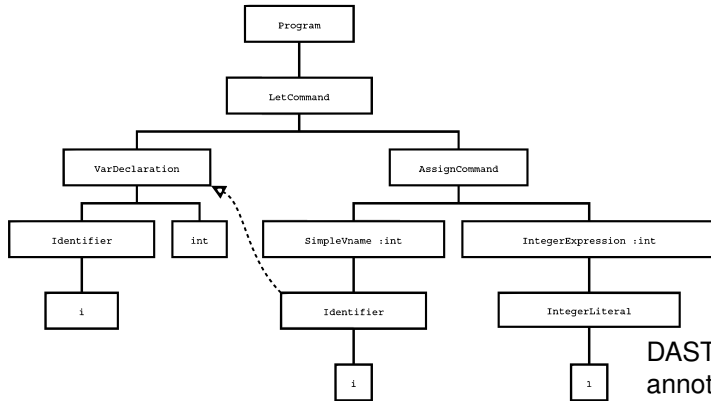 Program
LetCommand
VarDeclaration
AssignCommand
Identifier
int
SimpleVname :int
IntegerExpression :int
i
Identifier
IntegerLiteral
i
1
DAST
annot